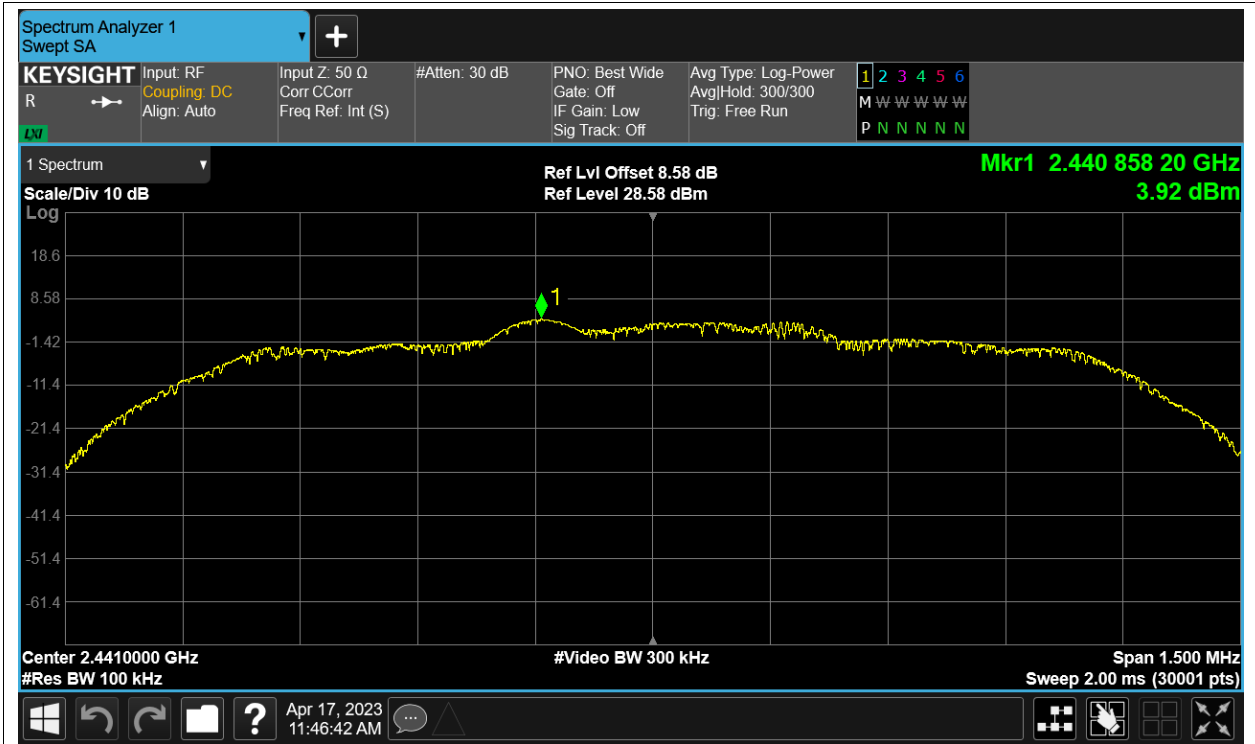 Spectrum Analyzer 1
Swept SA
+
KEYSIGHT
R
LXI
Input: RF
Coupling: DC
Align: Auto
Input Z: 50 Ω
Corr CCorr
Freq Ref: Int (S)
#Atten: 30 dB
PNO: Best Wide
Gate: Off
IF Gain: Low
Sig Track: Off
Avg Type: Log-Power
Avg|Hold: 300/300
Trig: Free Run
1 2 3 4 5 6
M W W W W W
P N N N N N
1 Spectrum
Scale/Div 10 dB
Log
Ref Lvl Offset 8.58 dB
Ref Level 28.58 dBm
Mkr1 2.440 858 20 GHz
3.92 dBm
18.6
8.58
-1.42
-11.4
-21.4
-31.4
-41.4
-51.4
-61.4
1
Center 2.4410000 GHz
#Res BW 100 kHz
#Video BW 300 kHz
Span 1.500 MHz
Sweep 2.00 ms (30001 pts)
?
Apr 17, 2023
11:46:42 AM